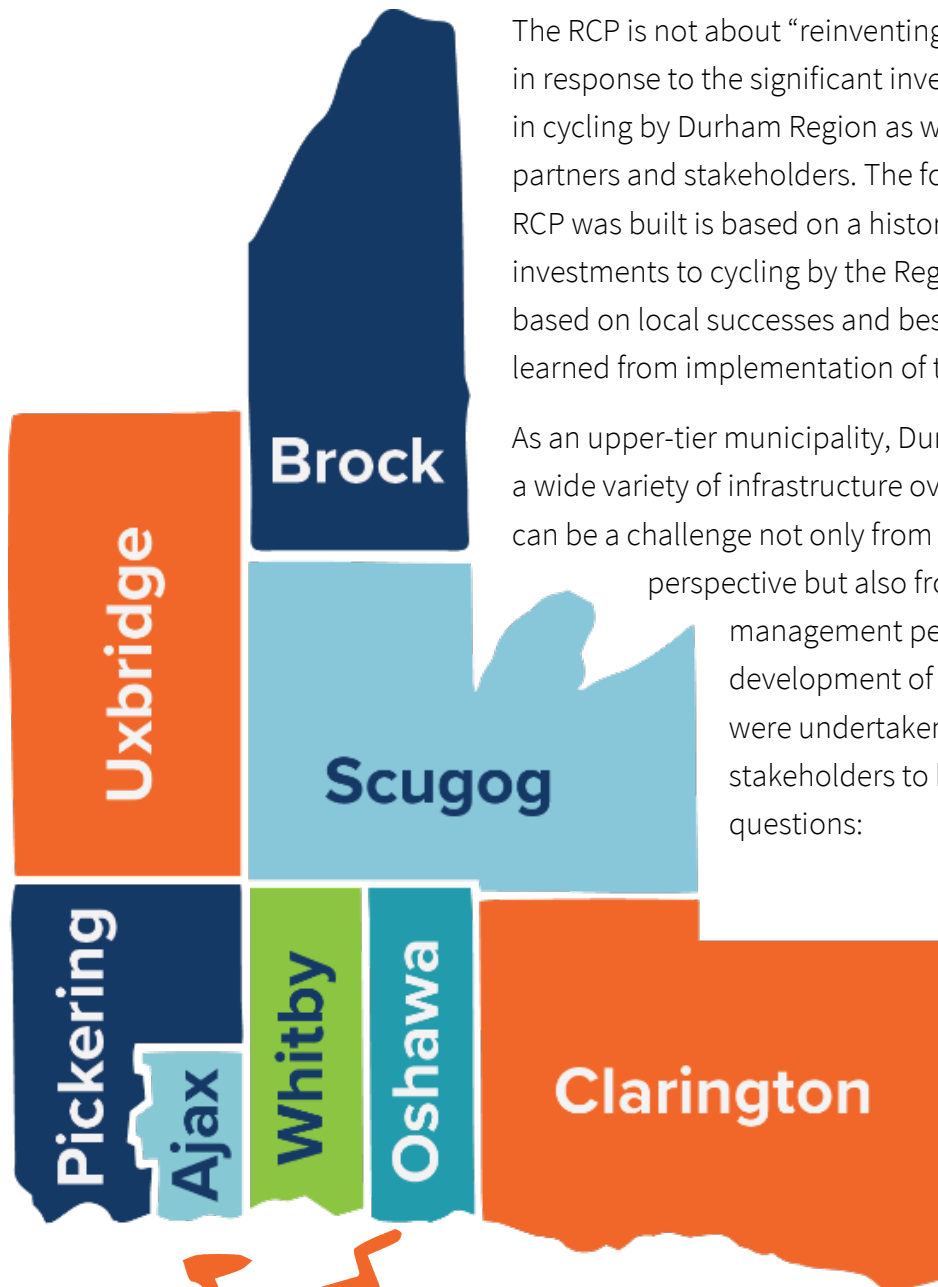 The RCP is not about “reinventing
in response to the significant inve
in cycling by Durham Region as w
partners and stakeholders. The fo
RCP was built is based on a histor
investments to cycling by the Reg
based on local successes and bes
learned from implementation of t
As an upper-tier municipality, Dur
a wide variety of infrastructure ov
can be a challenge not only from
perspective but also fro
management pe
development of
were undertaken
stakeholders to
questions:
Brock
Uxbridge
Scugog
Pickering
Ajax
Whitby
Oshawa
Clarington